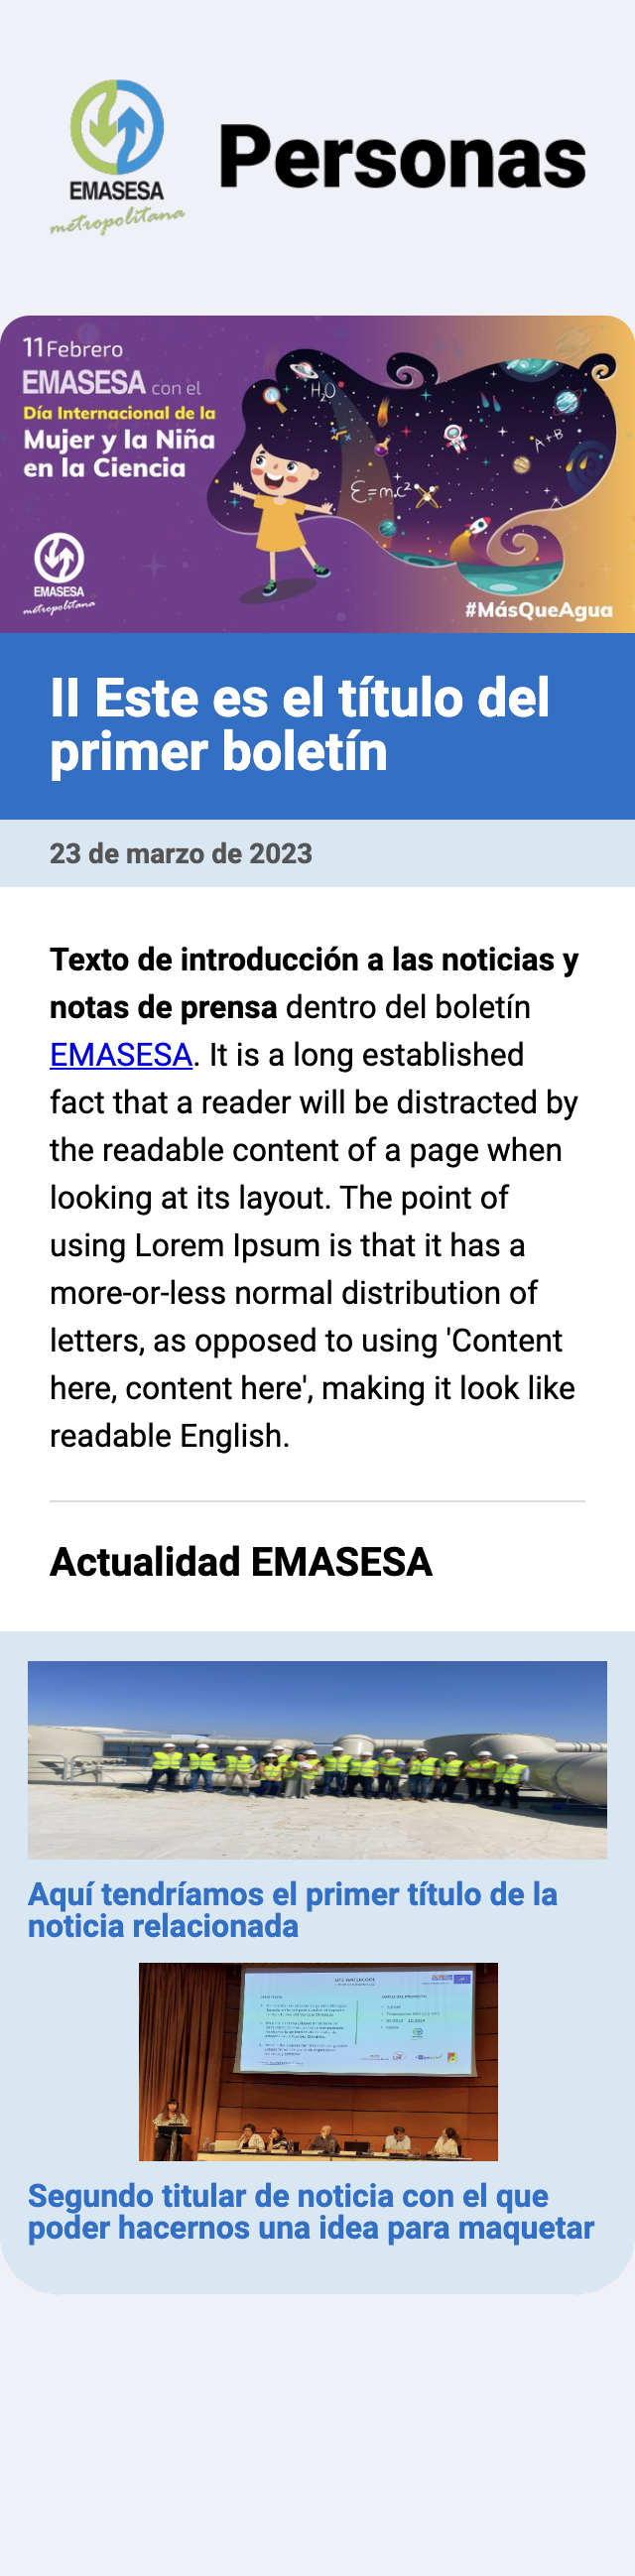 EMASESA
metropolitana
Personas
11 Febrero
EMASESA con el
Día Internacional de la
Mujer y la Niña
en la Ciencia
H₂O
A+B
E=m.c²
EMASESA
metropolitana
#MásQueAgua
II Este es el título del
primer boletín
23 de marzo de 2023
Texto de introducción a las noticias y
notas de prensa dentro del boletín
EMASESA. It is a long established
fact that a reader will be distracted by
the readable content of a page when
looking at its layout. The point of
using Lorem Ipsum is that it has a
more-or-less normal distribution of
letters, as opposed to using 'Content
here, content here', making it look like
readable English.
Actualidad EMASESA
Aquí tendríamos el primer título de la
noticia relacionada
LIFE WATERCOOL
Segundo titular de noticia con el que
poder hacernos una idea para maquetar